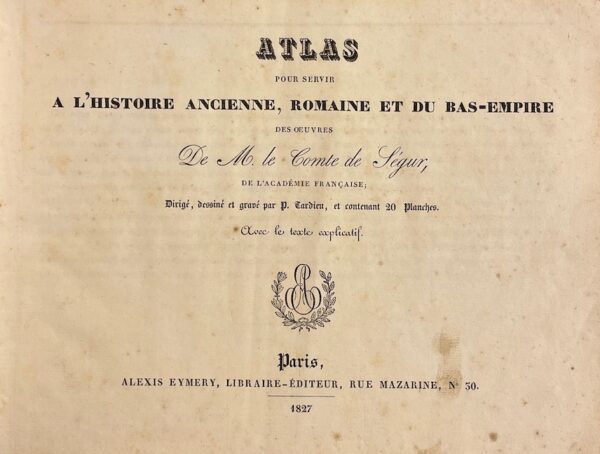 ATLAS
POUR SERVIR
A L'HISTOIRE ANCIENNE, ROMAINE ET DU BAS-EMPIRE
DES ŒUVRES
De M. le Comte de Ségur,
DE L'ACADÉMIE FRANÇAISE;
Dirigé, dessiné et gravé par P. Tardieu, et contenant 20 Planches.
Avec le texte explicatif.
Paris,
ALEXIS EYMERY, LIBRAIRE-ÉDITEUR, RUE MAZARINE, N° 30.
1827